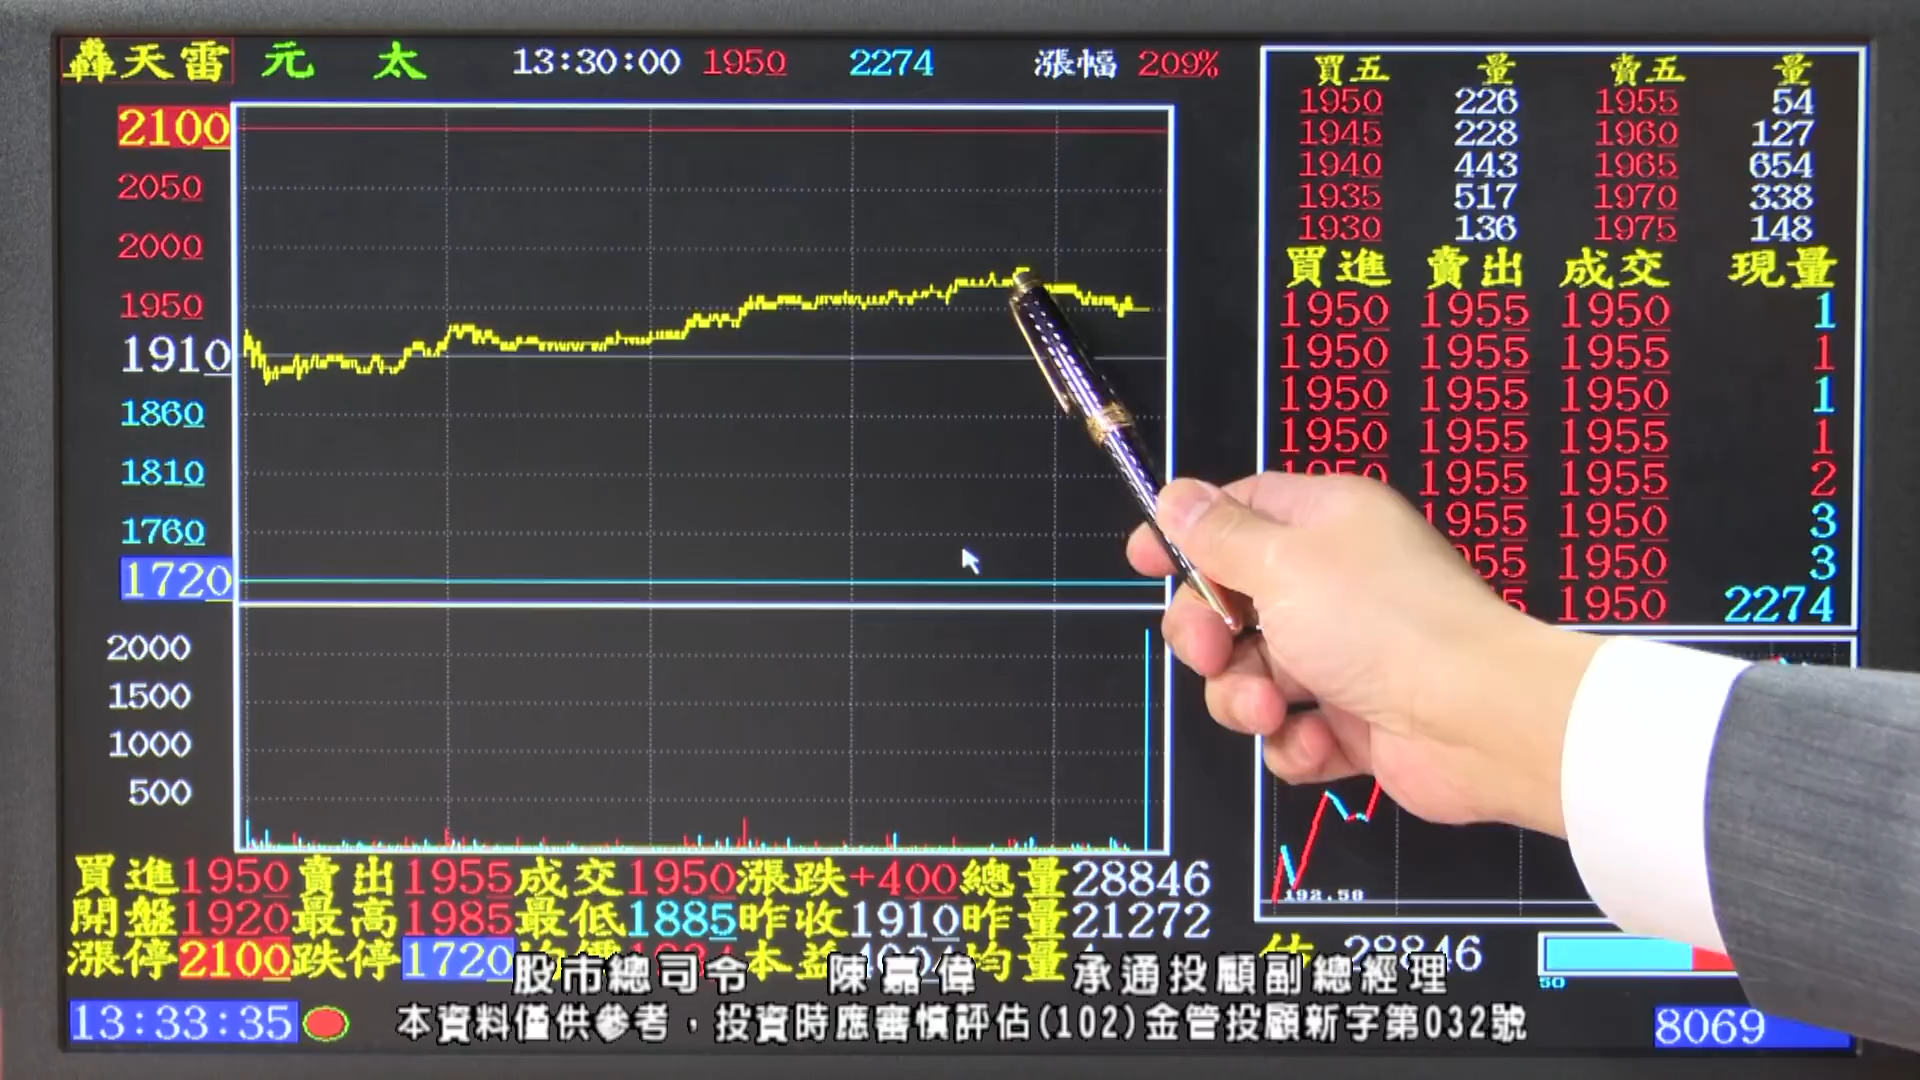 轟天雷 元太 13:30:00 1950 2274 漲幅 209%
2100
2050
2000
1950
1910
1860
1810
1760
1720
2000
1500
1000
500
買五 量 賣五 量
1950 226 1955 54
1945 228 1960 127
1940 443 1965 654
1935 517 1970 338
1930 136 1975 148
買進 賣出 成交 現量
1950 1955 1950 1
1950 1955 1955 1
1950 1955 1950 1
1950 1955 1955 1
1955 1955 2
1955 1950 3
1950 3
1950 2274
192.58
買進1950賣出1955成交1950漲跌+400總量28846
開盤1920最高1985最低1885昨收1910昨量21272
漲停2100跌停1720 本益 均量
估 28846
50
股市總司令 陳嘉偉 承通投顧副總經理
13:33:35 本資料僅供參考，投資時應審慎評估(102)金管投顧新字第032號 8069